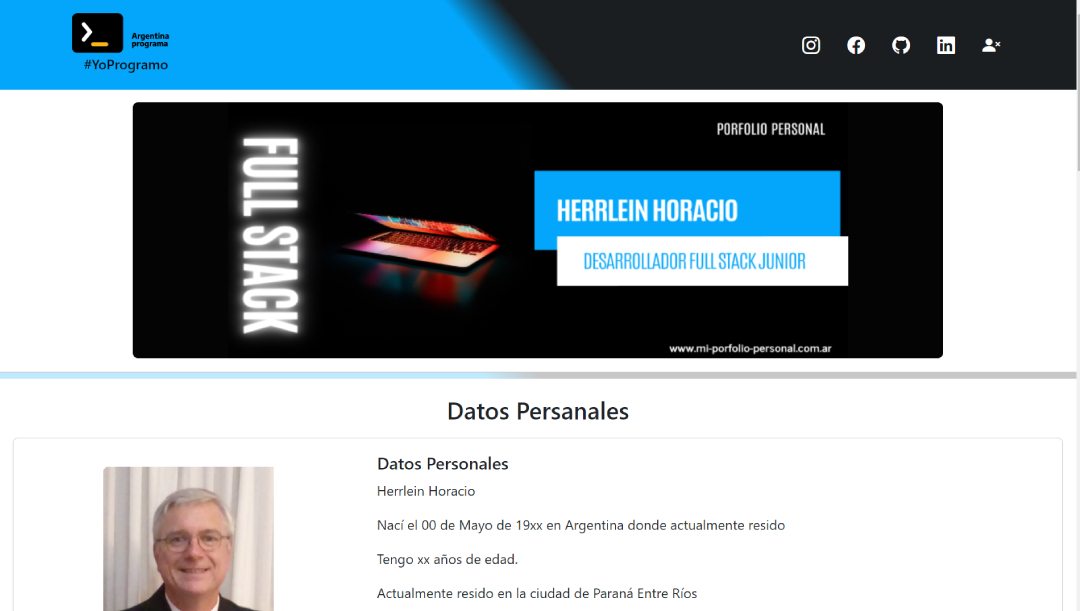 Argentina
programa
#YoProgramo
FULL STACK
PORFOLIO PERSONAL
HERRLEIN HORACIO
DESARROLLADOR FULL STACK JUNIOR
www.mi-porfolio-personal.com.ar
Datos Persanales
Datos Personales
Herrlein Horacio
Nací el 00 de Mayo de 19xx en Argentina donde actualmente resido
Tengo xx años de edad.
Actualmente resido en la ciudad de Paraná Entre Ríos